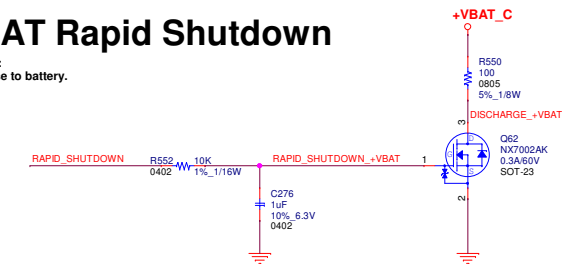 +VBAT_C
AT Rapid Shutdown
:
e to battery.
R550
100
0805
5%_1/8W
DISCHARGE_+VBAT
3
D
Q62
NX7002AK
0.3A/60V
SOT-23
G
S
1
2
RAPID_SHUTDOWN
R552
10K
0402
1%_1/16W
RAPID_SHUTDOWN_+VBAT
C276
1uF
10%_6.3V
0402